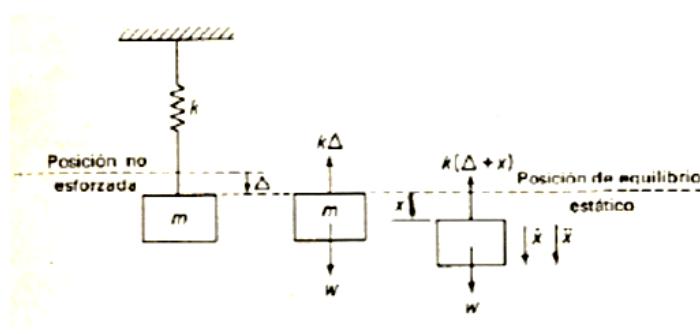 k
Posición no
esforzada
Δ
m
kΔ
m
w
k(Δ + x)
Posición de equilibrio
estático
x
ẋ ẍ
w